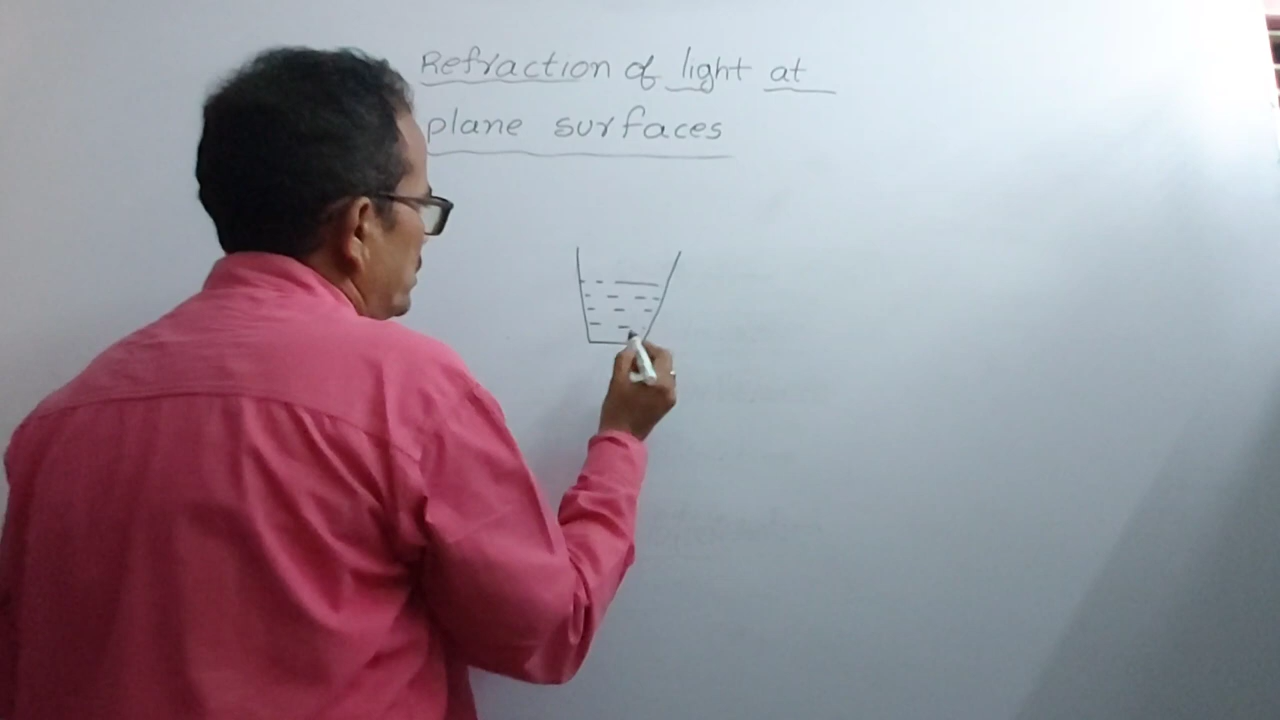 Refraction of light at
plane surfaces